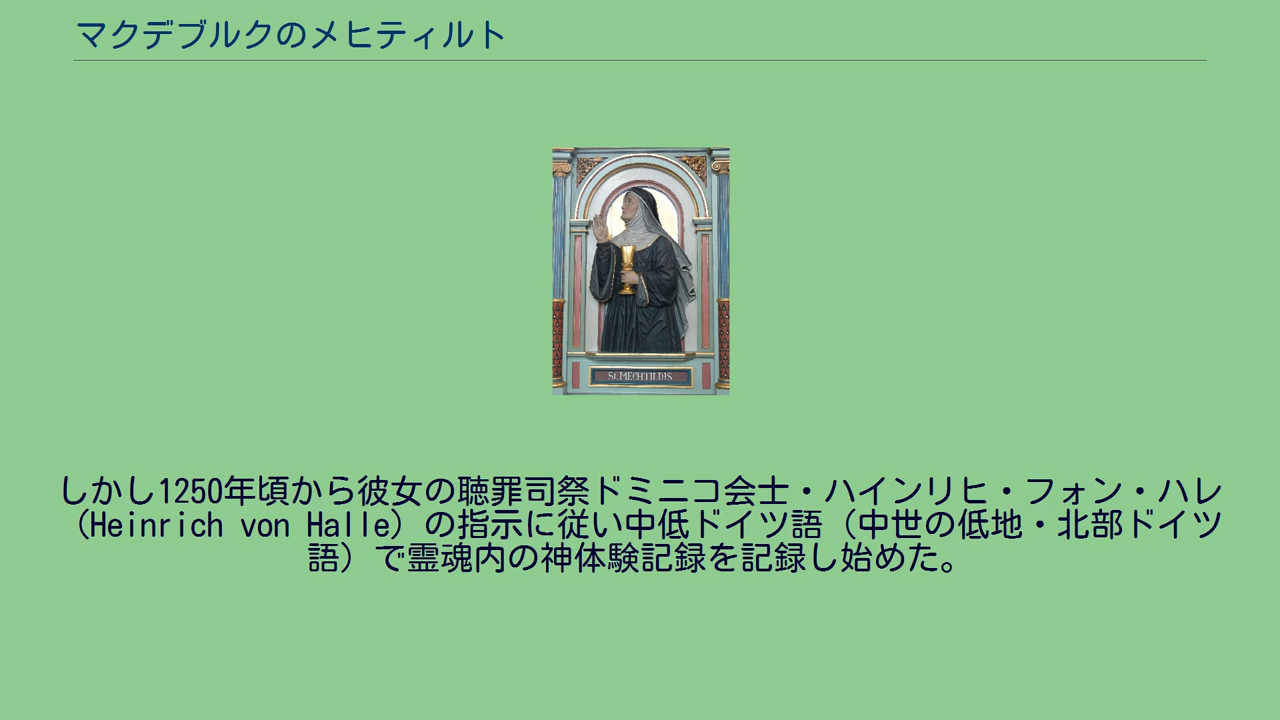 マクデブルクのメヒティルト
St.MECHTILDIS
しかし1250年頃から彼女の聴罪司祭ドミニコ会士・ハインリヒ・フォン・ハレ
（Heinrich von Halle）の指示に従い中低ドイツ語（中世の低地・北部ドイツ
語）で霊魂内の神体験記録を記録し始めた。